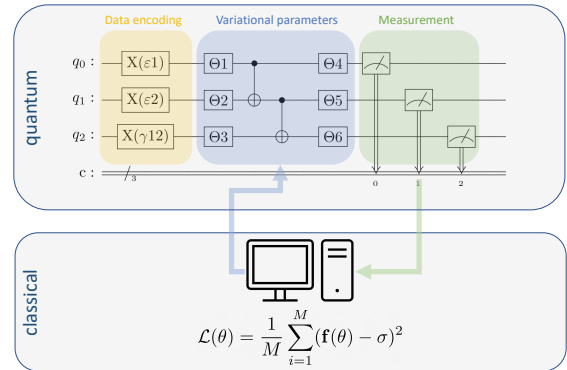 Data encoding Variational parameters Measurement
q₀ : X(ε1) Θ1 Θ4
q₁ : X(ε2) Θ2 Θ5
q₂ : X(γ12) Θ3 Θ6
c : /3 0 1 2
quantum
classical
ℒ(θ) = 1/M ∑_{i=1}^{M} (f(θ) − σ)²